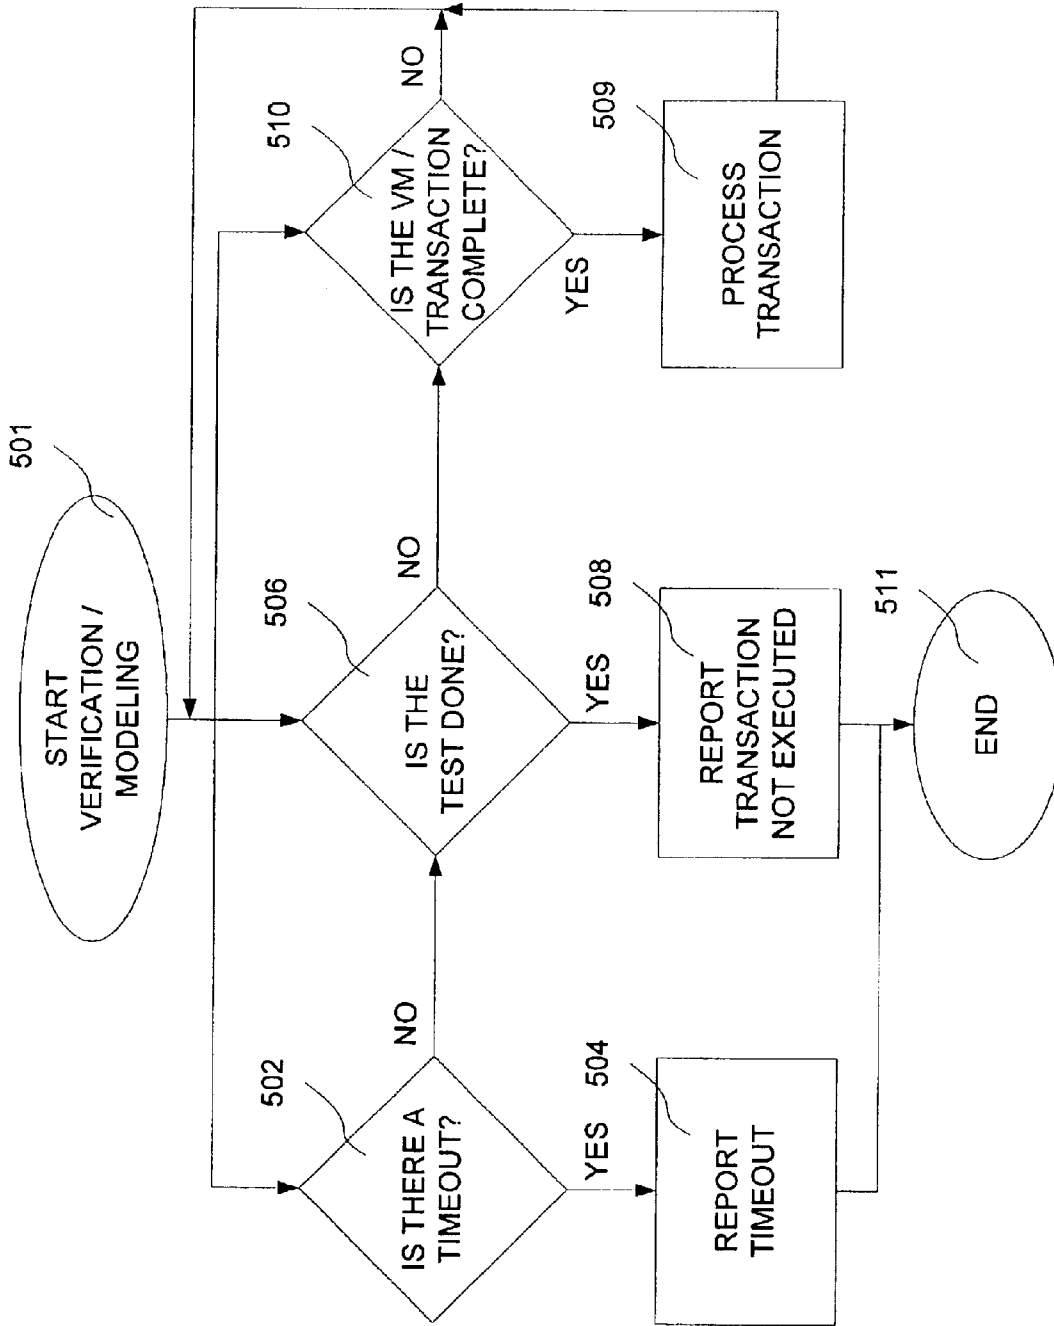 START
VERIFICATION /
MODELING
501
IS THERE A
TIMEOUT?
502
NO
YES
REPORT
TIMEOUT
504
IS THE
TEST DONE?
506
NO
YES
REPORT
TRANSACTION
NOT EXECUTED
508
IS THE VM /
TRANSACTION
COMPLETE?
510
NO
YES
PROCESS
TRANSACTION
509
END
511